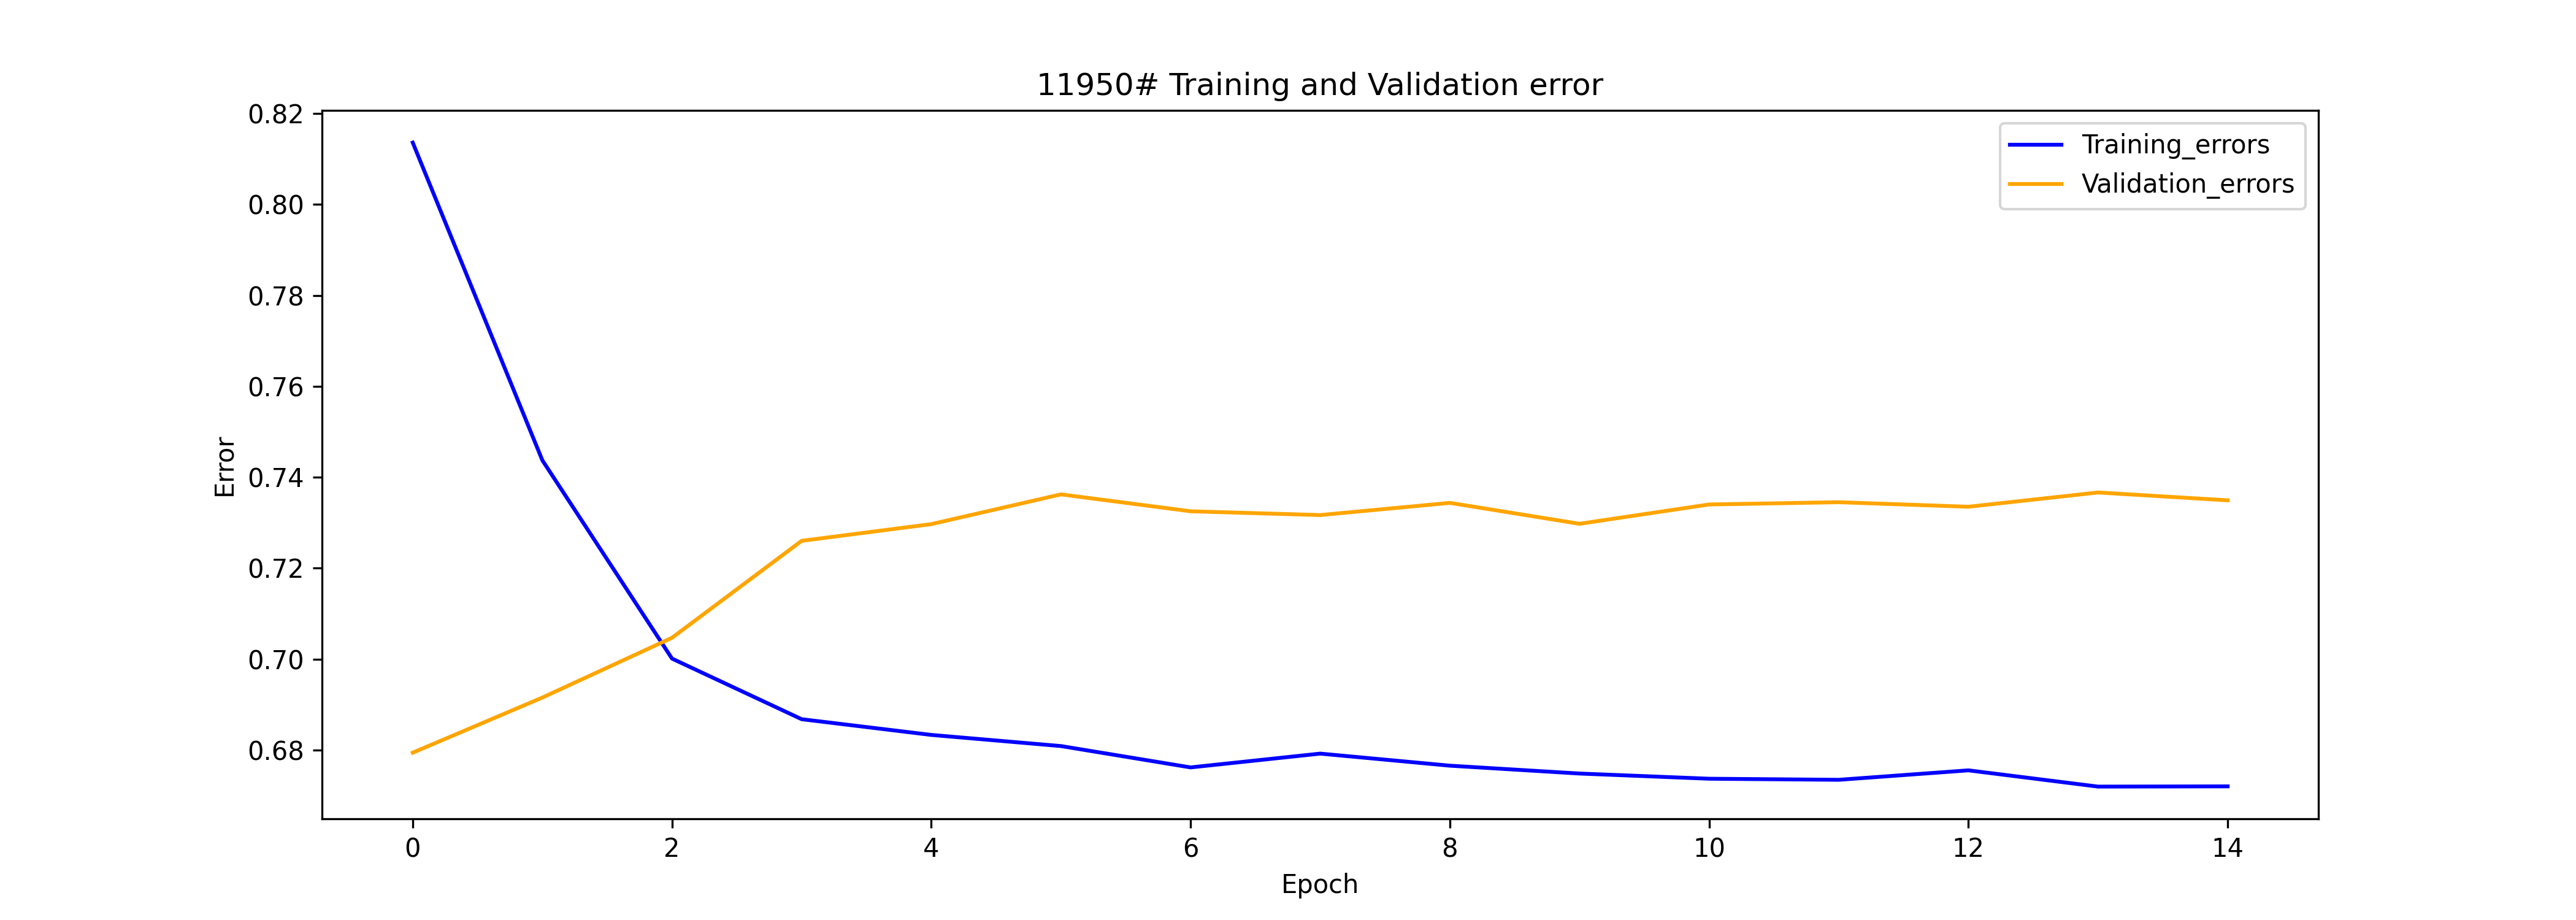 11950# Training and Validation error
Training_errors
Validation_errors
0.82
0.80
0.78
0.76
0.74
0.72
0.70
0.68
Error
0 2 4 6 8 10 12 14
Epoch